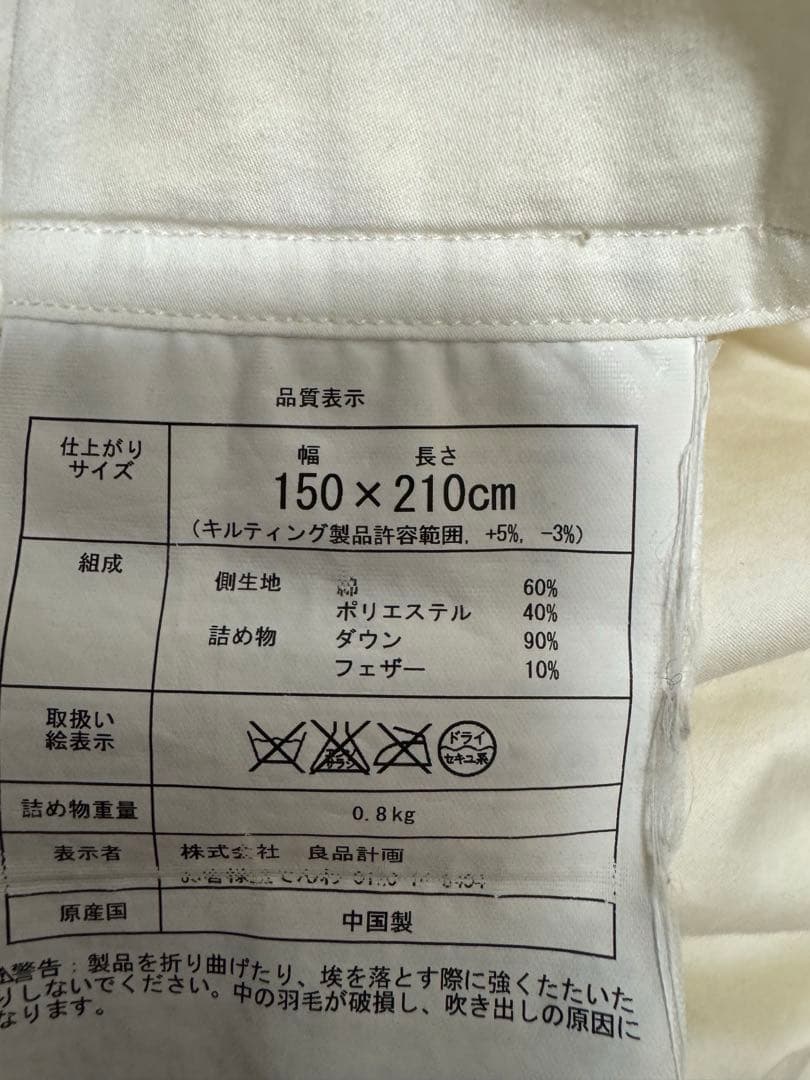 品質表示
仕上がり
サイズ
幅 長さ
150×210cm
(キルティング製品許容範囲, +5%, -3%)
組成
側生地 綿 60%
ポリエステル 40%
詰め物 ダウン 90%
フェザー 10%
取扱い
絵表示
エンソ
サラシ
ドライ
セキユ系
詰め物重量 0.8kg
表示者 株式会社 良品計画
原産国 中国製
警告：製品を折り曲げたり、埃を落とす際に強くたたいた
りしないでください。中の羽毛が破損し、吹き出しの原因に
なります。